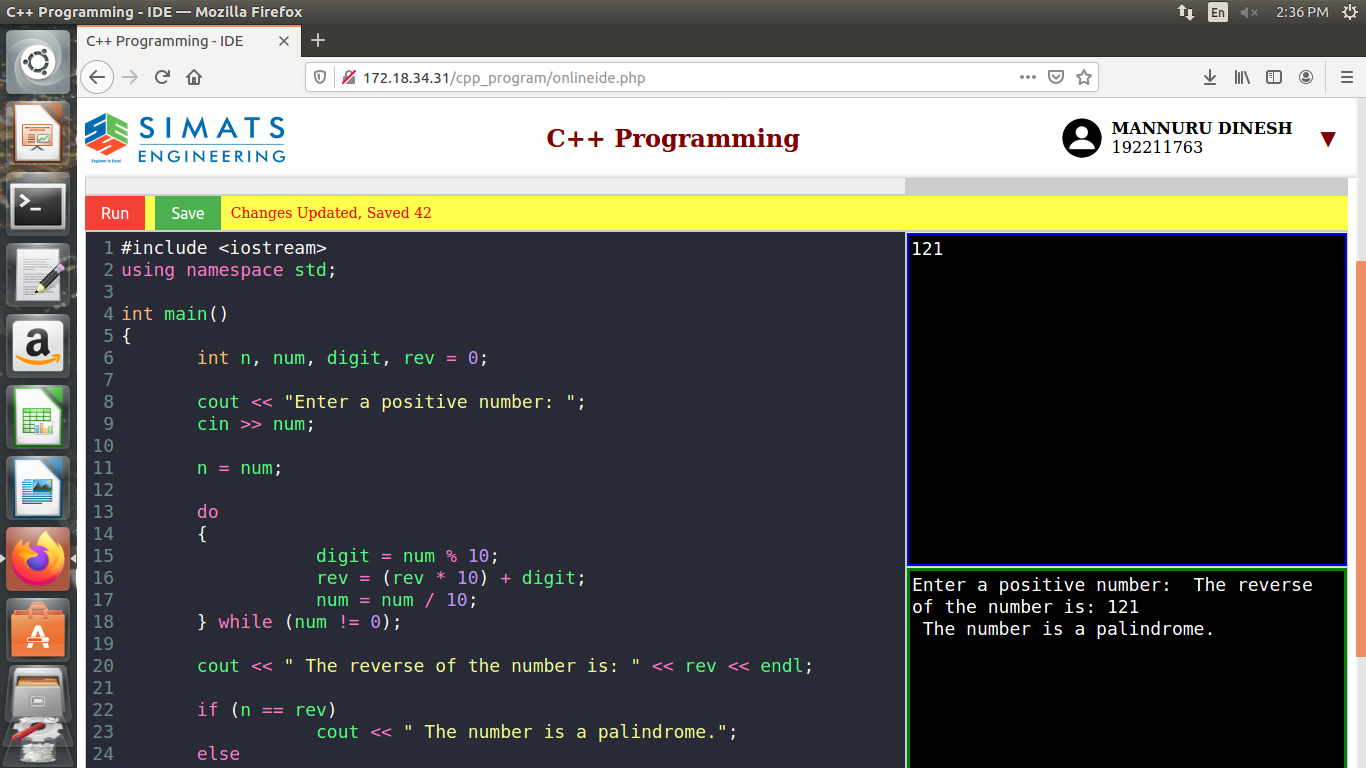 C++ Programming - IDE — Mozilla Firefox
En
2:36 PM
C++ Programming - IDE
172.18.34.31/cpp_program/onlineide.php
SIMATS
ENGINEERING
Engineer to Excel
C++ Programming
MANNURU DINESH
192211763
Run
Save
Changes Updated, Saved 42
1 #include <iostream>
2 using namespace std;
3
4 int main()
5 {
6 int n, num, digit, rev = 0;
7
8 cout << "Enter a positive number: ";
9 cin >> num;
10
11 n = num;
12
13 do
14 {
15 digit = num % 10;
16 rev = (rev * 10) + digit;
17 num = num / 10;
18 } while (num != 0);
19
20 cout << " The reverse of the number is: " << rev << endl;
21
22 if (n == rev)
23 cout << " The number is a palindrome.";
24 else
121
Enter a positive number:  The reverse
of the number is: 121
 The number is a palindrome.